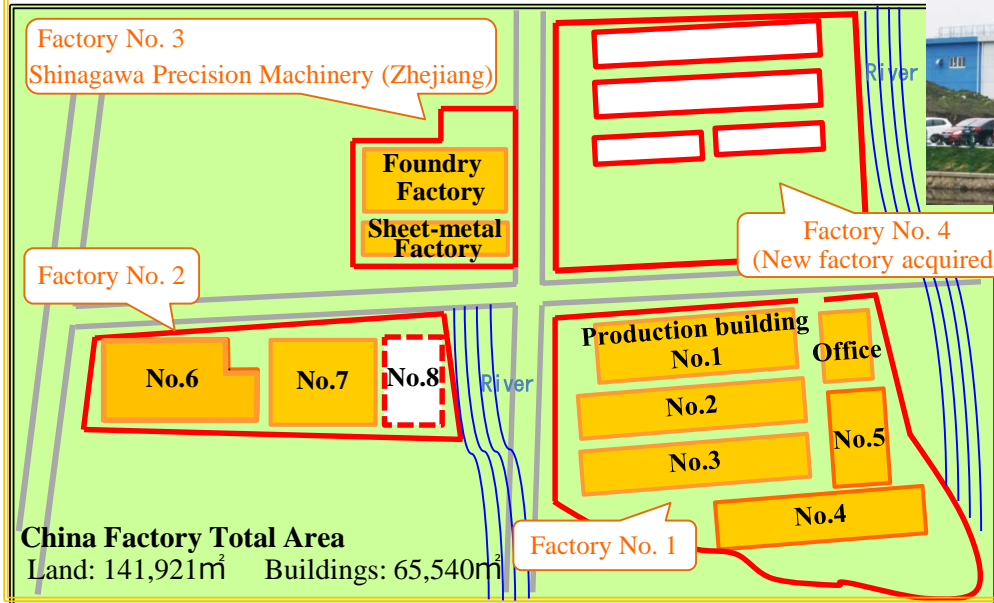 Factory No. 3
Shinagawa Precision Machinery (Zhejiang)
River
Foundry
Factory
Sheet-metal
Factory
Factory No. 4
(New factory acquired
Factory No. 2
No.6
No.7
No.8
River
Production building
No.1
Office
No.2
No.3
No.5
No.4
Factory No. 1
China Factory Total Area
Land: 141,921㎡ Buildings: 65,540㎡